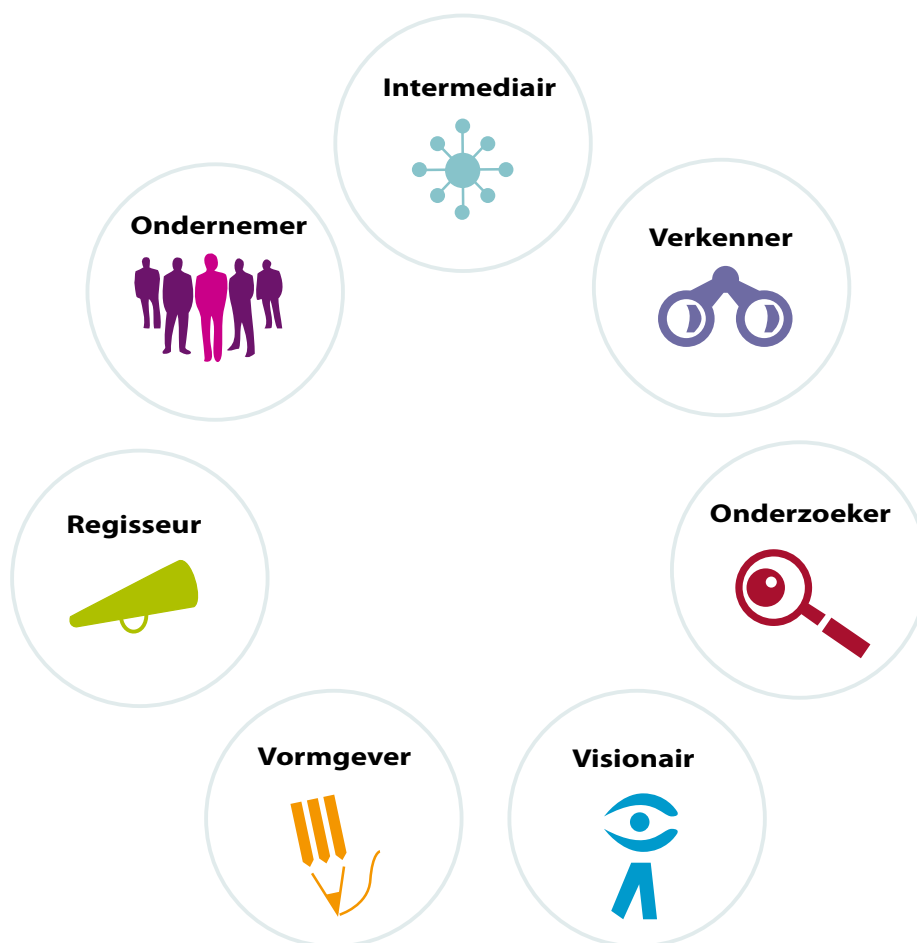 Intermediair
Ondernemer
Verkenner
Regisseur
Onderzoeker
Vormgever
Visionair